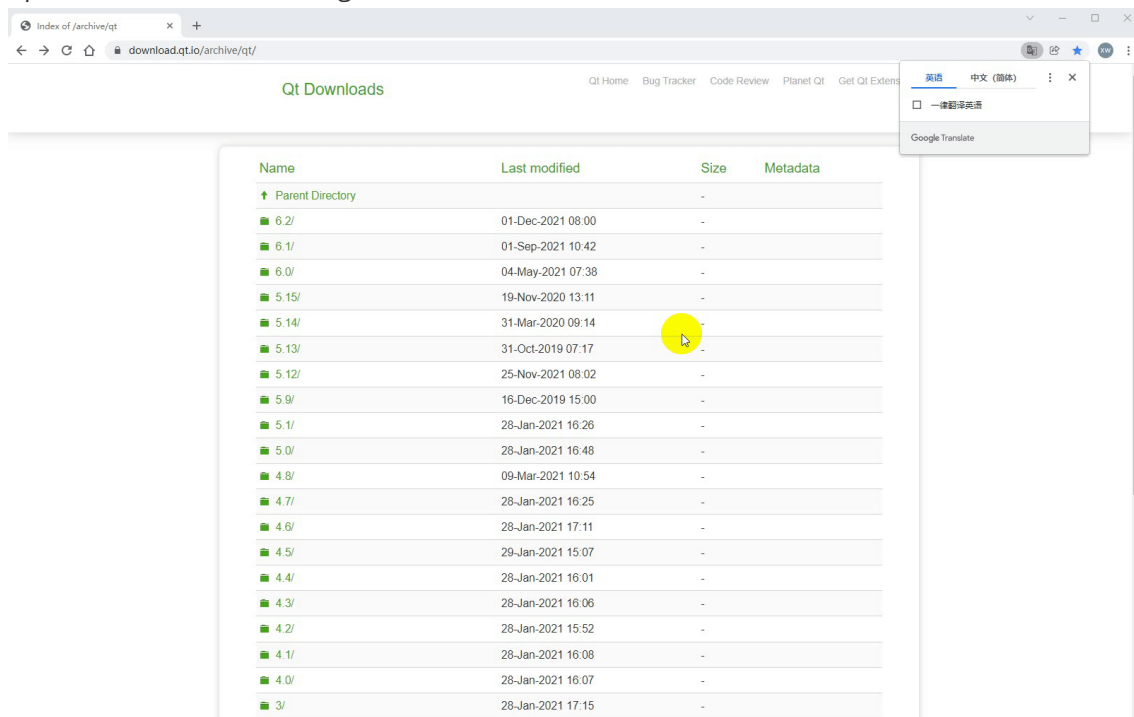 Index of /archive/qt
download.qt.io/archive/qt/
XW
Qt Downloads
Qt Home Bug Tracker Code Review Planet Qt Get Qt Extens
英语 中文 (简体)
一律翻译英语
Google Translate
Name Last modified Size Metadata
Parent Directory -
6.2/ 01-Dec-2021 08:00 -
6.1/ 01-Sep-2021 10:42 -
6.0/ 04-May-2021 07:38 -
5.15/ 19-Nov-2020 13:11 -
5.14/ 31-Mar-2020 09:14 -
5.13/ 31-Oct-2019 07:17 -
5.12/ 25-Nov-2021 08:02 -
5.9/ 16-Dec-2019 15:00 -
5.1/ 28-Jan-2021 16:26 -
5.0/ 28-Jan-2021 16:48 -
4.8/ 09-Mar-2021 10:54 -
4.7/ 28-Jan-2021 16:25 -
4.6/ 28-Jan-2021 17:11 -
4.5/ 29-Jan-2021 15:07 -
4.4/ 28-Jan-2021 16:01 -
4.3/ 28-Jan-2021 16:06 -
4.2/ 28-Jan-2021 15:52 -
4.1/ 28-Jan-2021 16:08 -
4.0/ 28-Jan-2021 16:07 -
3/ 28-Jan-2021 17:15 -